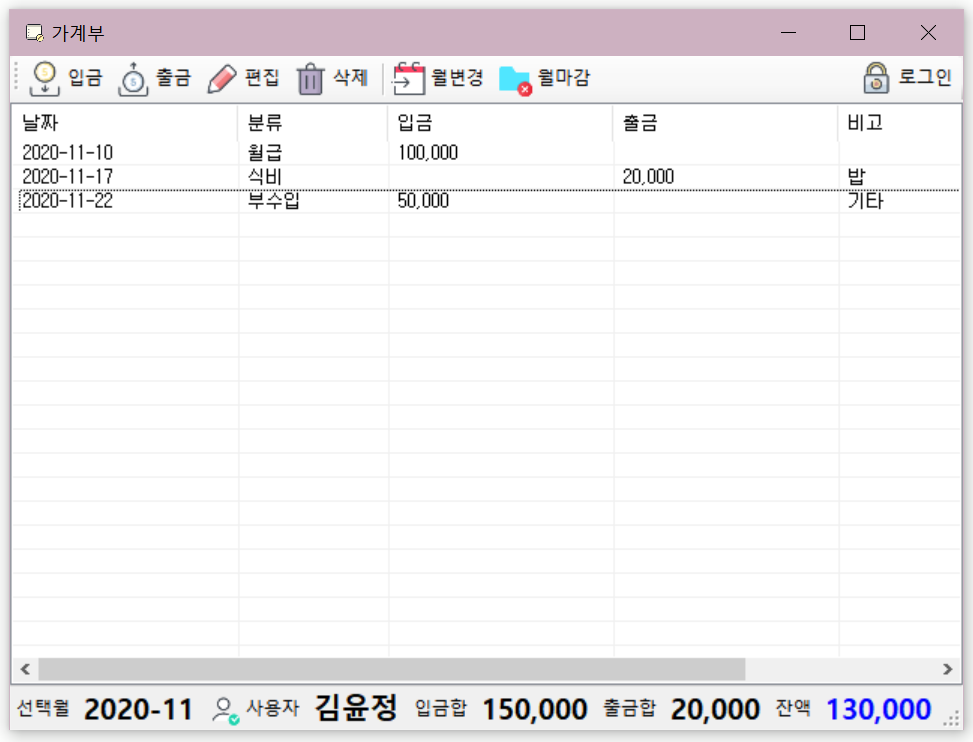 가계부
입금 출금 편집 삭제 월변경 월마감 로그인
날짜 분류 입금 출금 비고
2020-11-10 월급 100,000
2020-11-17 식비 20,000 밥
2020-11-22 부수입 50,000 기타
선택월 2020-11 사용자 김윤정 입금합 150,000 출금합 20,000 잔액 130,000